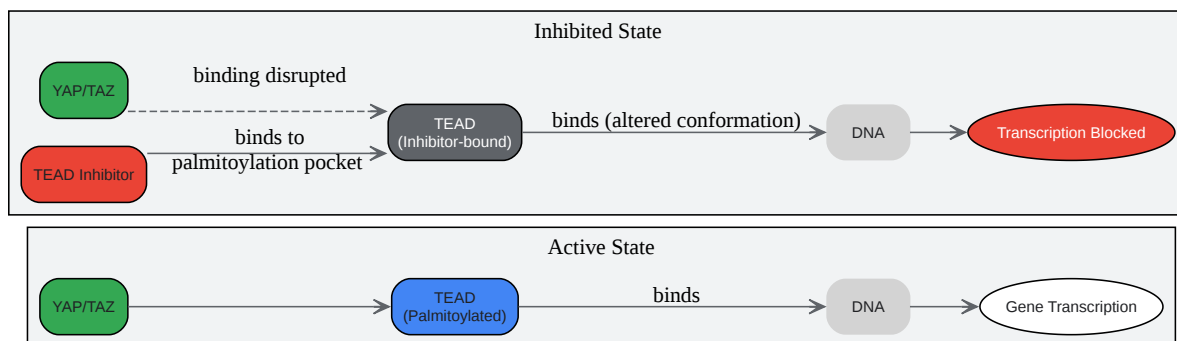 Inhibited State
YAP/TAZ
binding disrupted
binds to
palmitoylation pocket
TEAD Inhibitor
TEAD
(Inhibitor-bound)
binds (altered conformation)
DNA
Transcription Blocked
Active State
YAP/TAZ
TEAD
(Palmitoylated)
binds
DNA
Gene Transcription